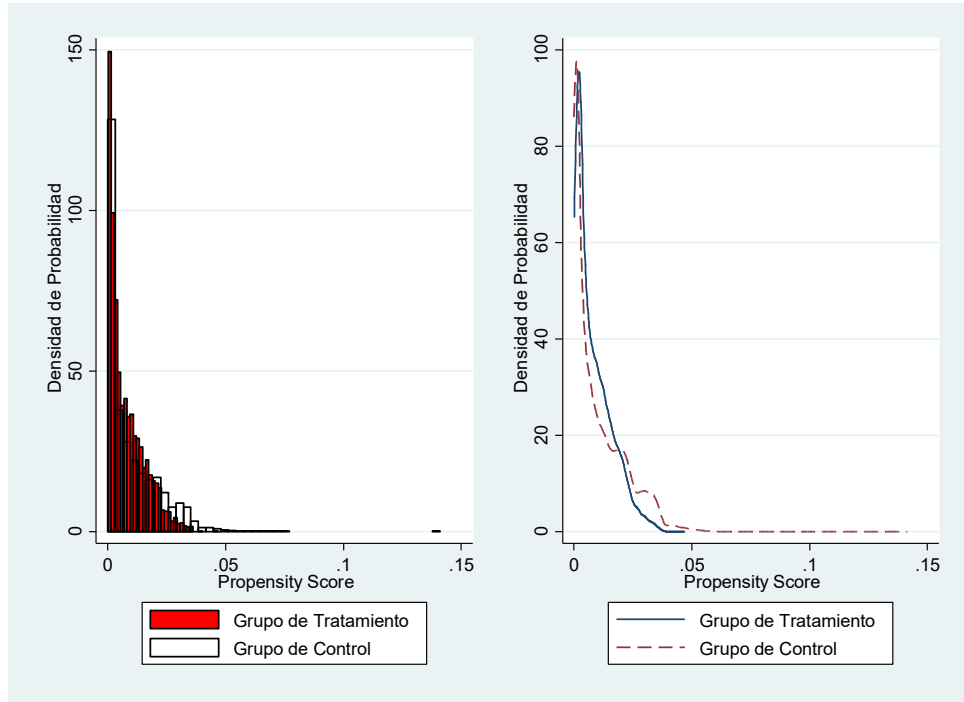 150
100
50
0
Densidad de Probabilidad
0 .05 .1 .15
Propensity Score
Grupo de Tratamiento
Grupo de Control
100
80
60
40
20
0
Densidad de Probabilidad
0 .05 .1 .15
Propensity Score
Grupo de Tratamiento
Grupo de Control